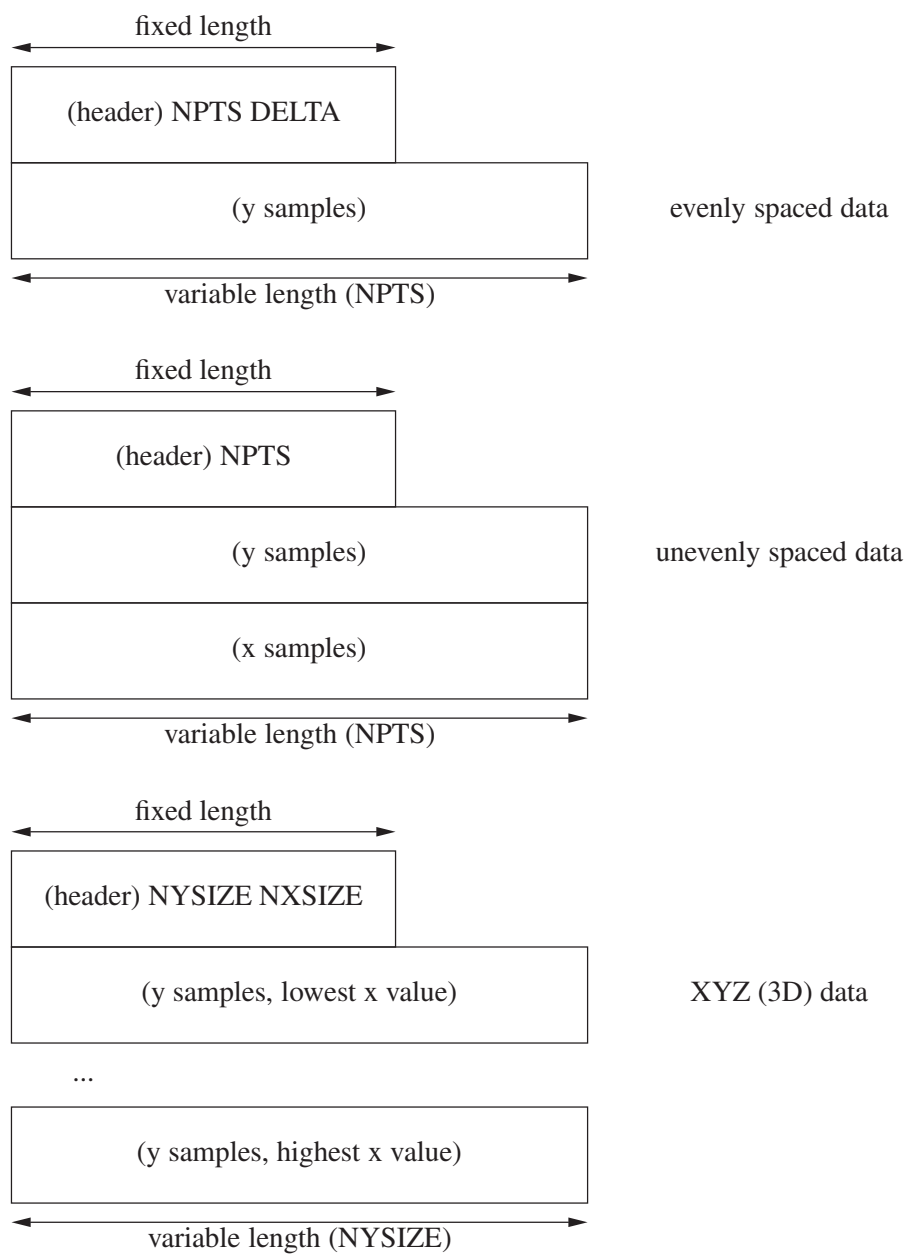 fixed length
(header) NPTS DELTA
(y samples)
evenly spaced data
variable length (NPTS)
fixed length
(header) NPTS
(y samples)
unevenly spaced data
(x samples)
variable length (NPTS)
fixed length
(header) NYSIZE NXSIZE
(y samples, lowest x value)
XYZ (3D) data
...
(y samples, highest x value)
variable length (NYSIZE)